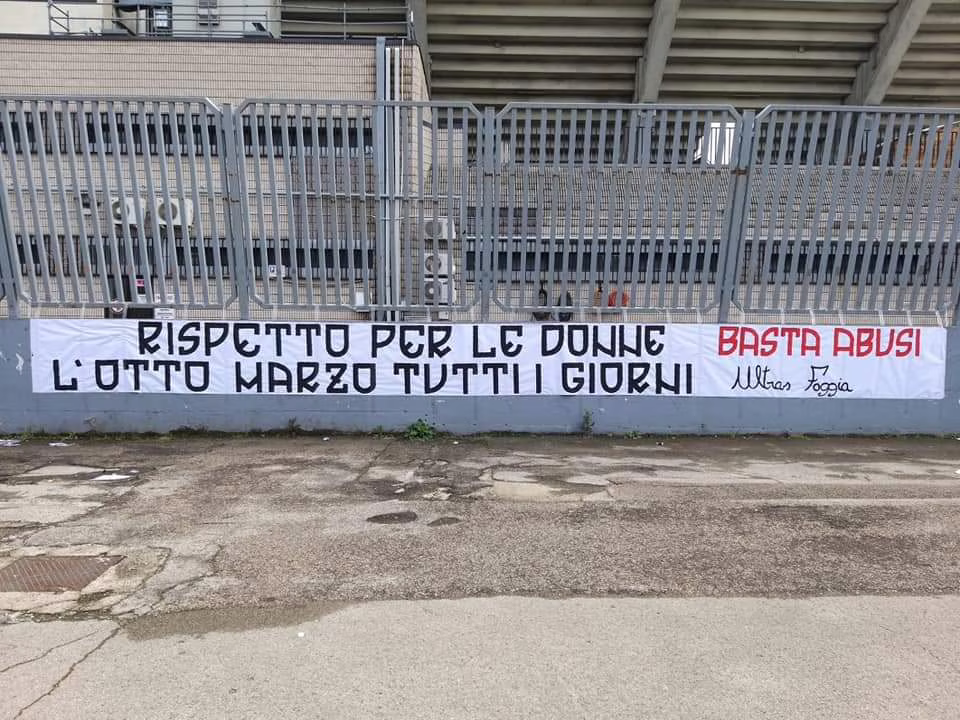 RISPETTO PER LE DONNE
L'OTTO MARZO TUTTI I GIORNI
BASTA ABUSI
Ultras Foggia